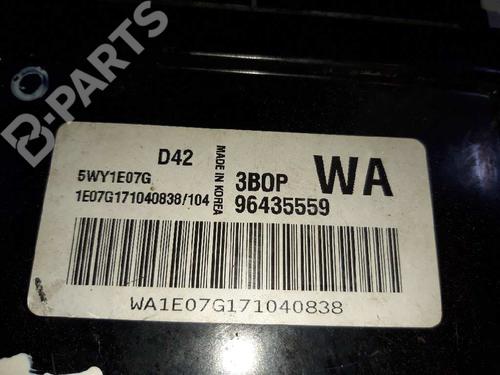 B-PARTS
D42
5WY1E07G
1E07G171040838/104
MADE IN KOREA
3BOP
WA
96435559
WA1E07G171040838